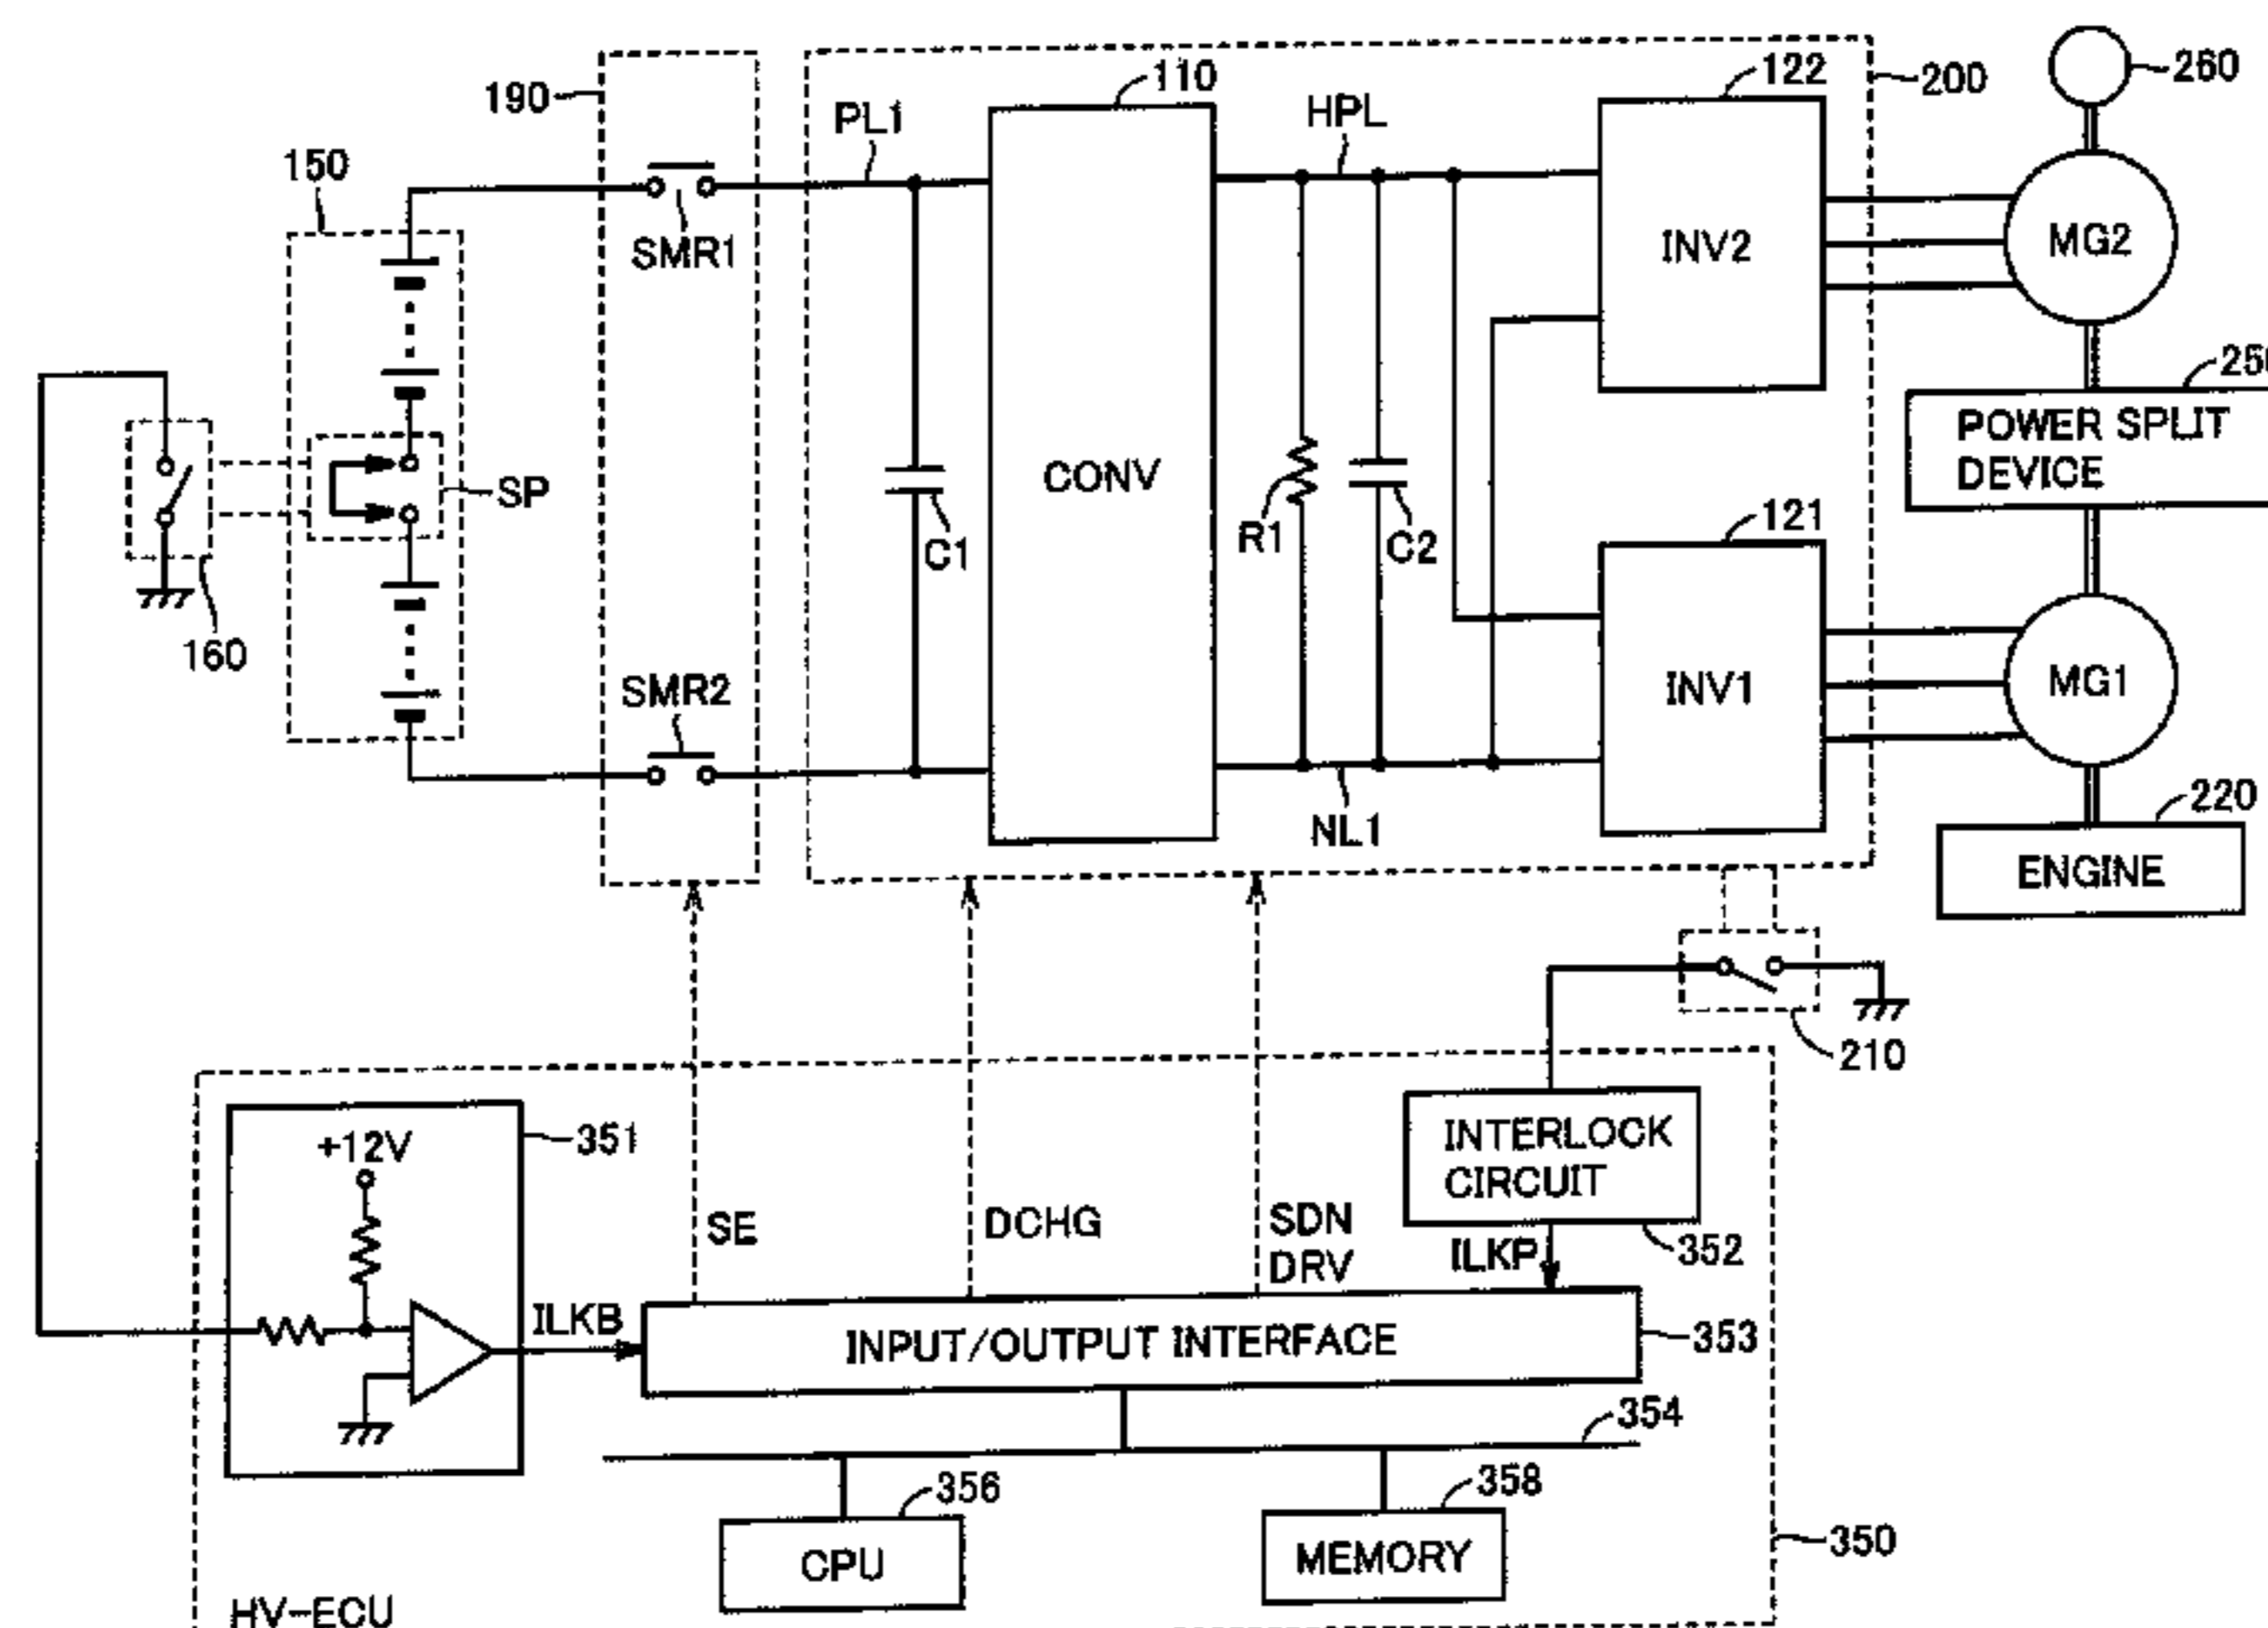 260
122
200
110
190
PL1
HPL
150
SMR1
INV2
MG2
POWER SPLIT
DEVICE
CONV
SP
121
R1
C2
C1
160
SMR2
INV1
MG1
220
NL1
ENGINE
210
351
+12V
INTERLOCK
CIRCUIT
SE
DCHG
SDN
DRV
ILKP
352
ILKB
INPUT/OUTPUT INTERFACE
353
354
356
358
CPU
MEMORY
350
HV-ECU